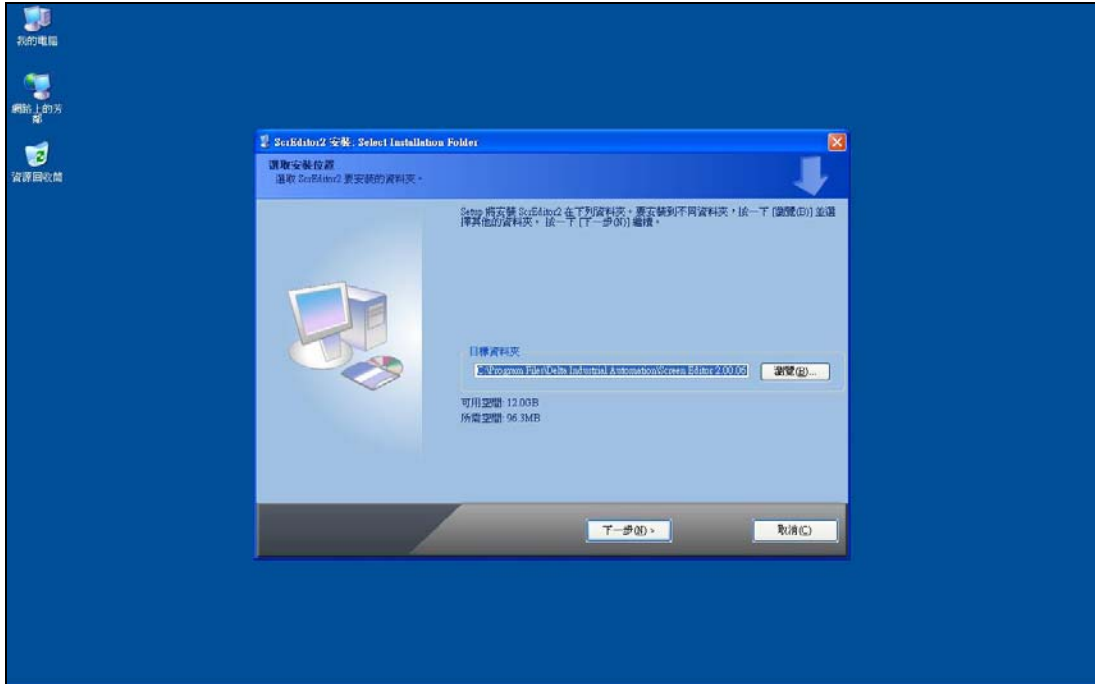 我的電腦
網路上的芳
鄰
資源回收筒
ScrEditor2 安裝: Select Installation Folder
選取安裝位置
選取 ScrEditor2 要安裝的資料夾。
Setup 將安裝 ScrEditor2 在下列資料夾。要安裝到不同資料夾，按一下 [瀏覽(B)] 並選
擇其他的資料夾。 按一下 [下一步(N)] 繼續。
目標資料夾
C:\Program Files\Delta Industrial Automation\Screen Editor 2.00.05
瀏覽(B)...
可用空間: 12.0GB
所需空間: 96.3MB
下一步(N) >
取消(C)